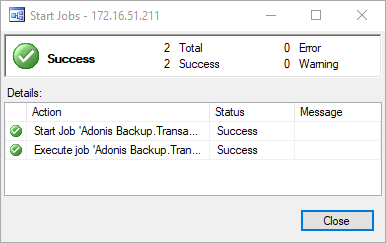 Start Jobs - 172.16.51.211
Success
2 Total 0 Error
2 Success 0 Warning
Details:
Action Status Message
Start Job 'Adonis Backup.Transa... Success
Execute job 'Adonis Backup.Tran... Success
Close